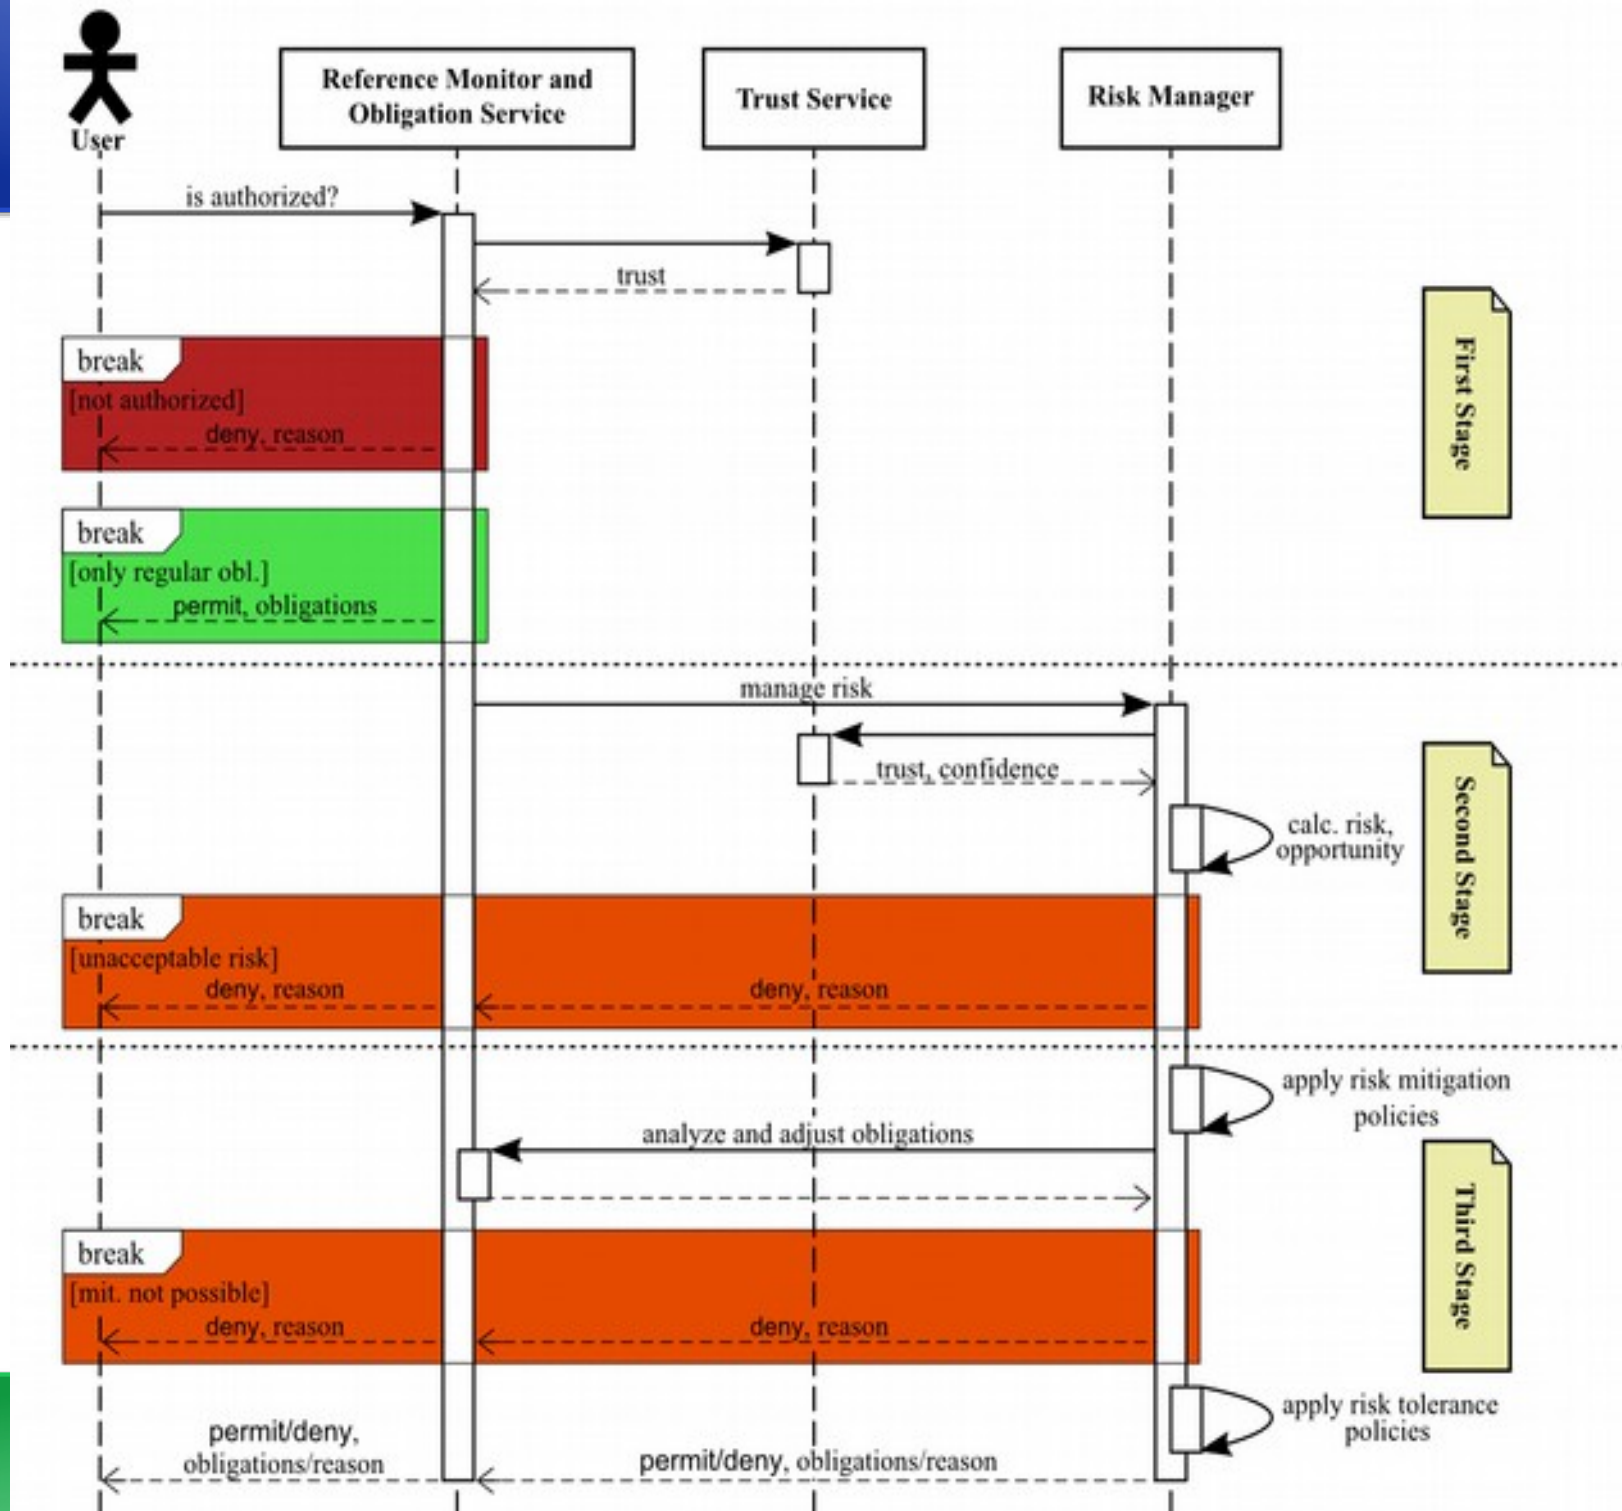 User
Reference Monitor and
Obligation Service
Trust Service
Risk Manager
is authorized?
trust
First Stage
break
[not authorized]
deny, reason
break
[only regular obl.]
permit, obligations
manage risk
trust, confidence
Second Stage
calc. risk,
opportunity
break
[unacceptable risk]
deny, reason
deny, reason
apply risk mitigation
policies
analyze and adjust obligations
Third Stage
break
[mit. not possible]
deny, reason
deny, reason
apply risk tolerance
policies
permit/deny,
obligations/reason
permit/deny, obligations/reason